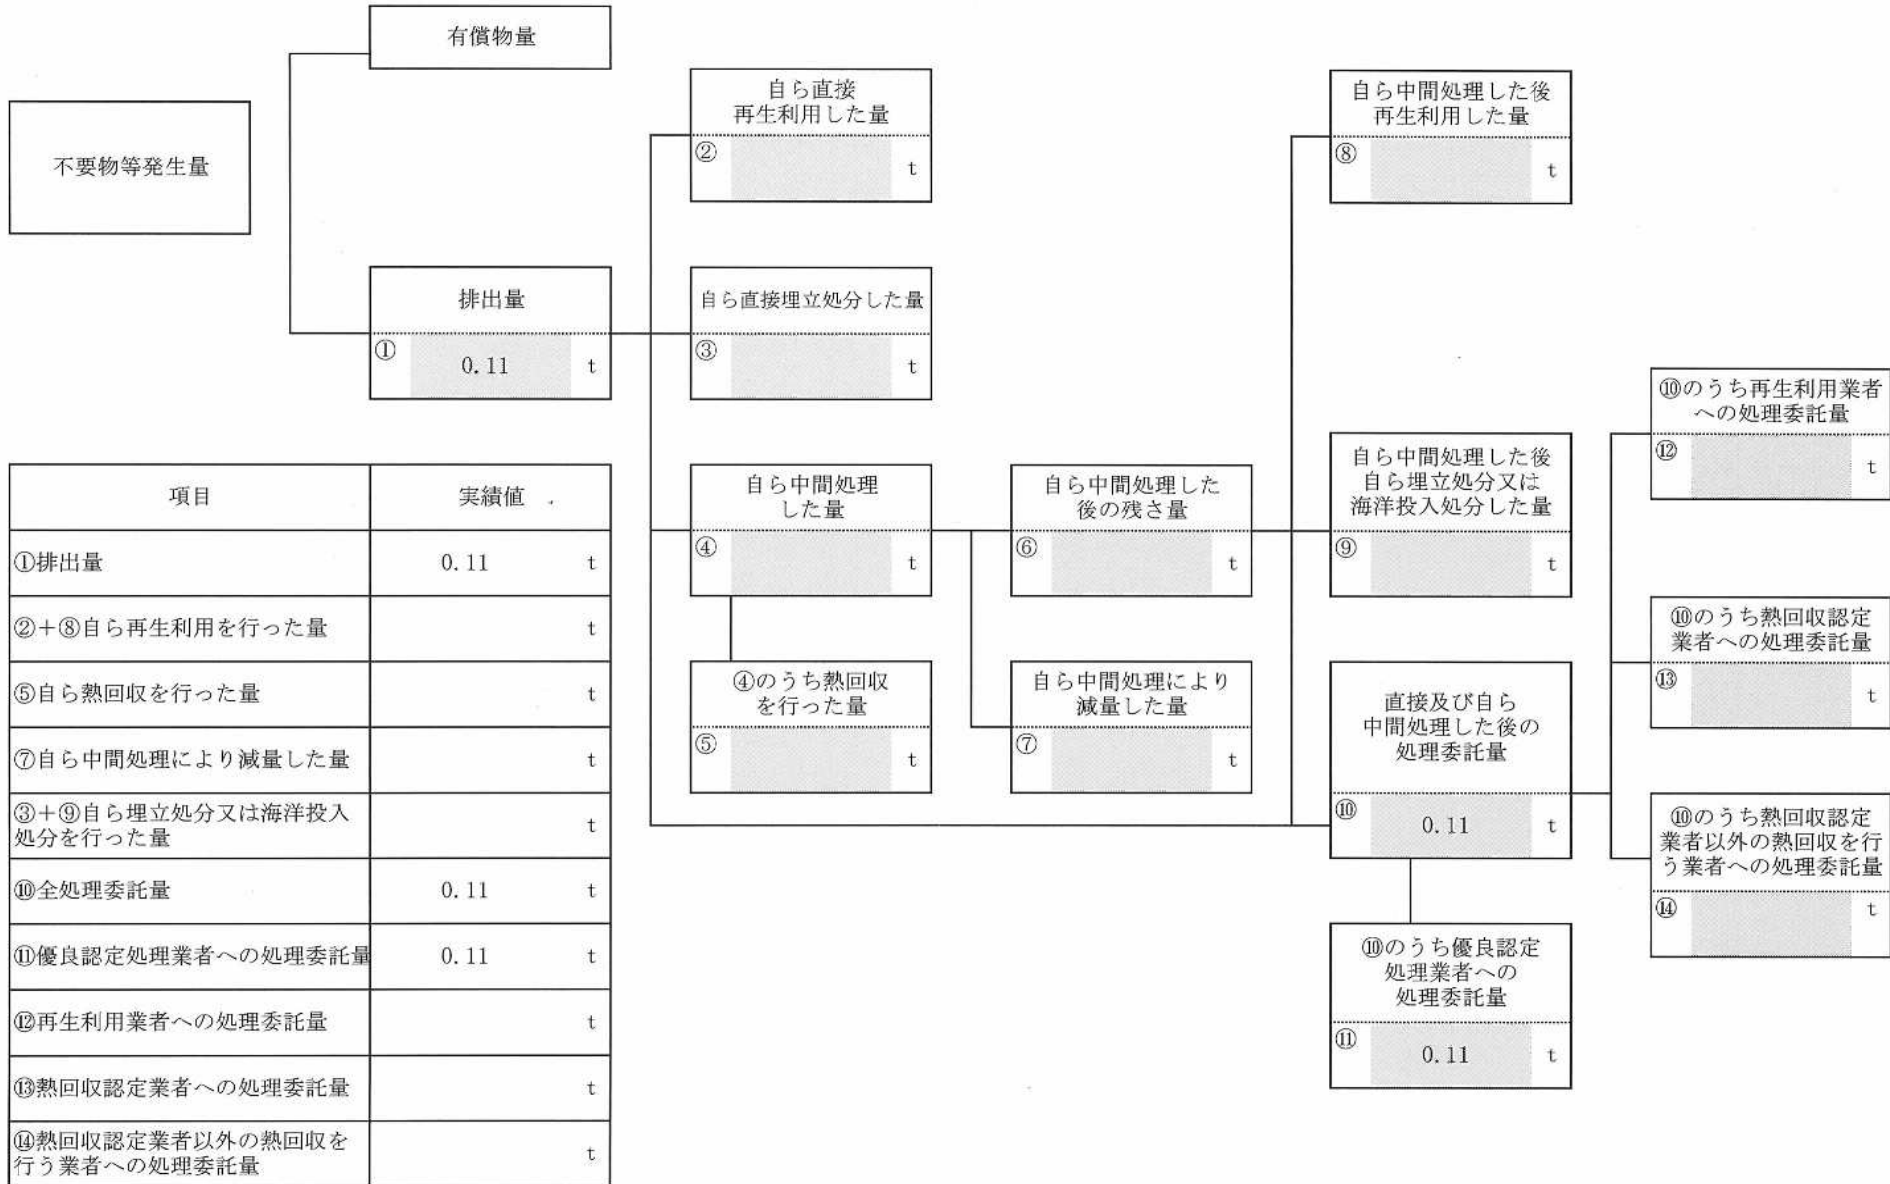 有償物量
不要物等発生量
排出量
①
0.11
t
自ら直接
再生利用した量
②
t
自ら直接埋立処分した量
③
t
自ら中間処理
した量
④
t
④のうち熱回収
を行った量
⑤
t
自ら中間処理した
後の残さ量
⑥
t
自ら中間処理により
減量した量
⑦
t
自ら中間処理した後
再生利用した量
⑧
t
自ら中間処理した後
自ら埋立処分又は
海洋投入処分した量
⑨
t
直接及び自ら
中間処理した後の
処理委託量
⑩
0.11
t
⑩のうち優良認定
処理業者への
処理委託量
⑪
0.11
t
⑩のうち再生利用業者
への処理委託量
⑫
t
⑩のうち熱回収認定
業者への処理委託量
⑬
t
⑩のうち熱回収認定
業者以外の熱回収を行
う業者への処理委託量
⑭
t
項目 実績値
①排出量 0.11 t
②+⑧自ら再生利用を行った量 t
⑤自ら熱回収を行った量 t
⑦自ら中間処理により減量した量 t
③+⑨自ら埋立処分又は海洋投入
処分を行った量 t
⑩全処理委託量 0.11 t
⑪優良認定処理業者への処理委託量 0.11 t
⑫再生利用業者への処理委託量 t
⑬熱回収認定業者への処理委託量 t
⑭熱回収認定業者以外の熱回収を
行う業者への処理委託量 t